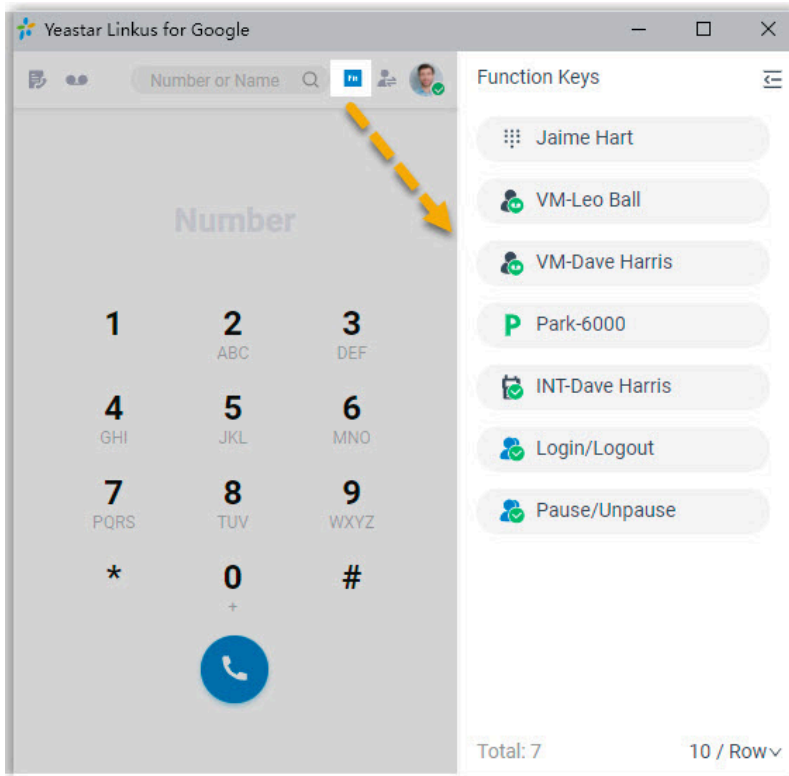 Yeastar Linkus for Google
Number or Name
Fn
Function Keys
Number
1
2
3
ABC
DEF
4
5
6
GHI
JKL
MNO
7
8
9
PQRS
TUV
WXYZ
*
0
#
+
Jaime Hart
VM-Leo Ball
VM-Dave Harris
P Park-6000
INT-Dave Harris
Login/Logout
Pause/Unpause
Total: 7
10 / Row